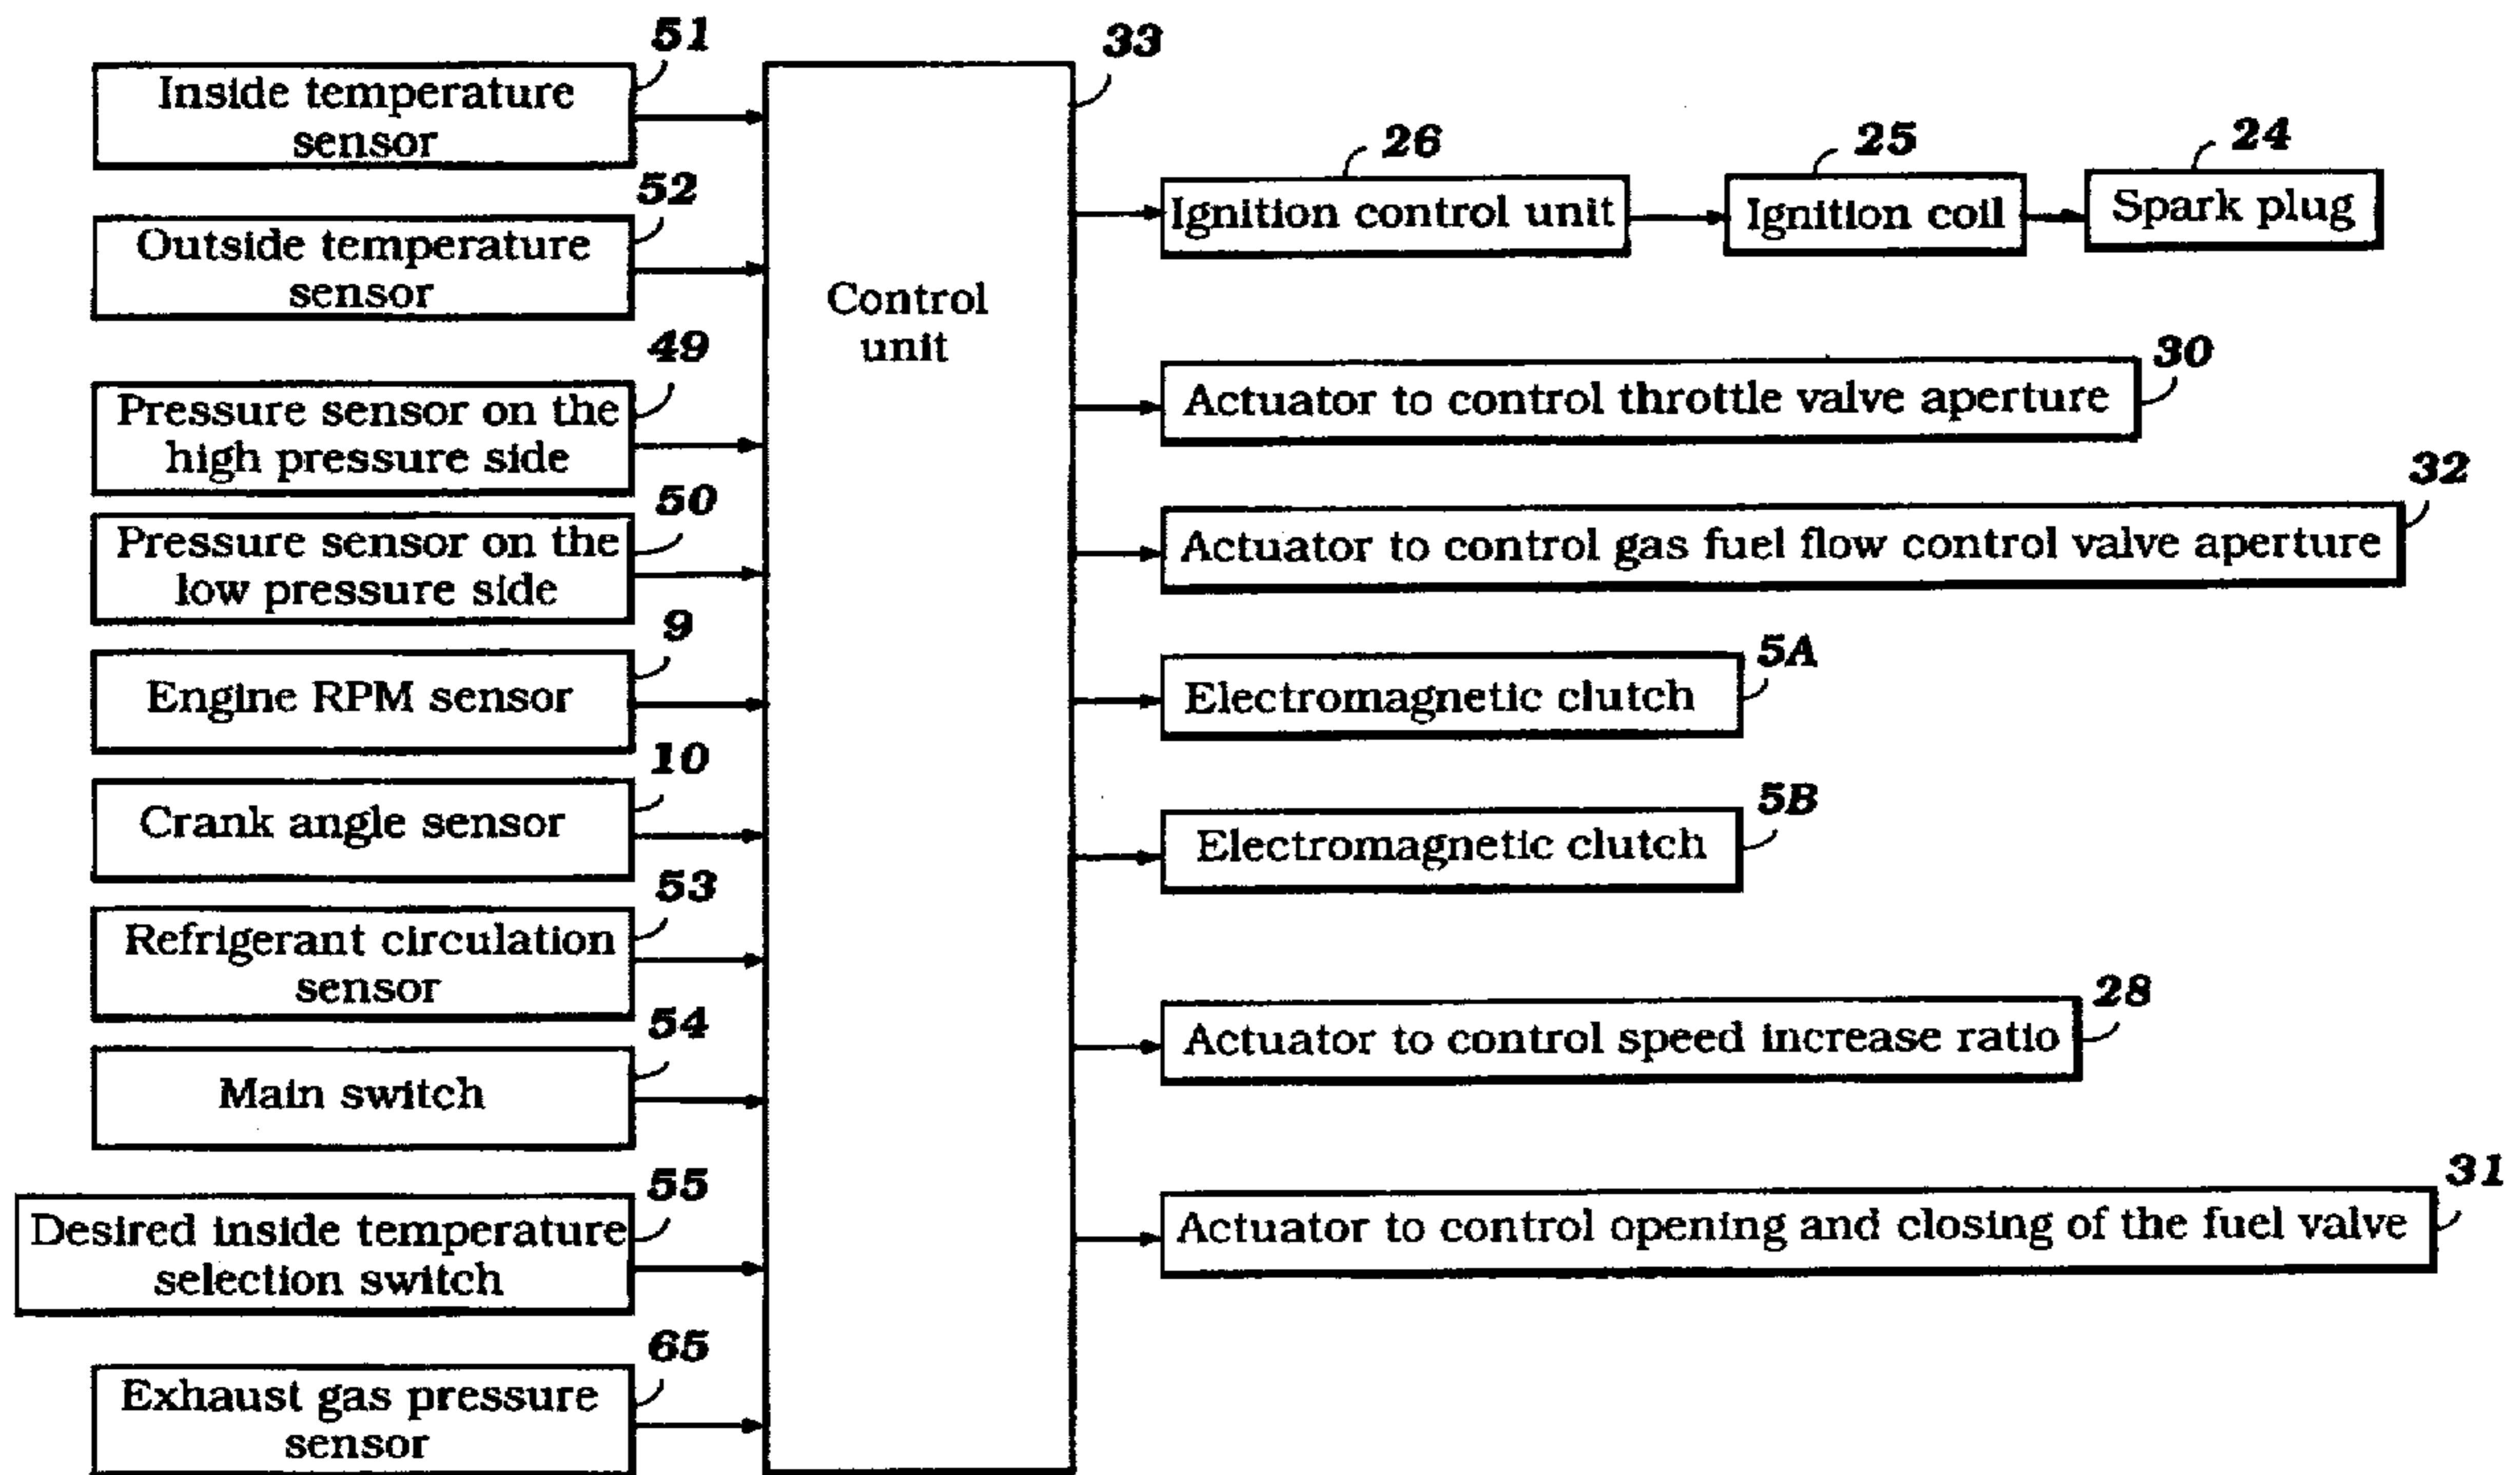 51
Inside temperature
sensor
52
Outside temperature
sensor
49
Pressure sensor on the
high pressure side
50
Pressure sensor on the
low pressure side
9
Engine RPM sensor
10
Crank angle sensor
53
Refrigerant circulation
sensor
54
Main switch
55
Desired inside temperature
selection switch
65
Exhaust gas pressure
sensor
33
Control
unit
26
Ignition control unit
25
Ignition coil
24
Spark plug
30
Actuator to control throttle valve aperture
32
Actuator to control gas fuel flow control valve aperture
5A
Electromagnetic clutch
5B
Electromagnetic clutch
28
Actuator to control speed increase ratio
31
Actuator to control opening and closing of the fuel valve